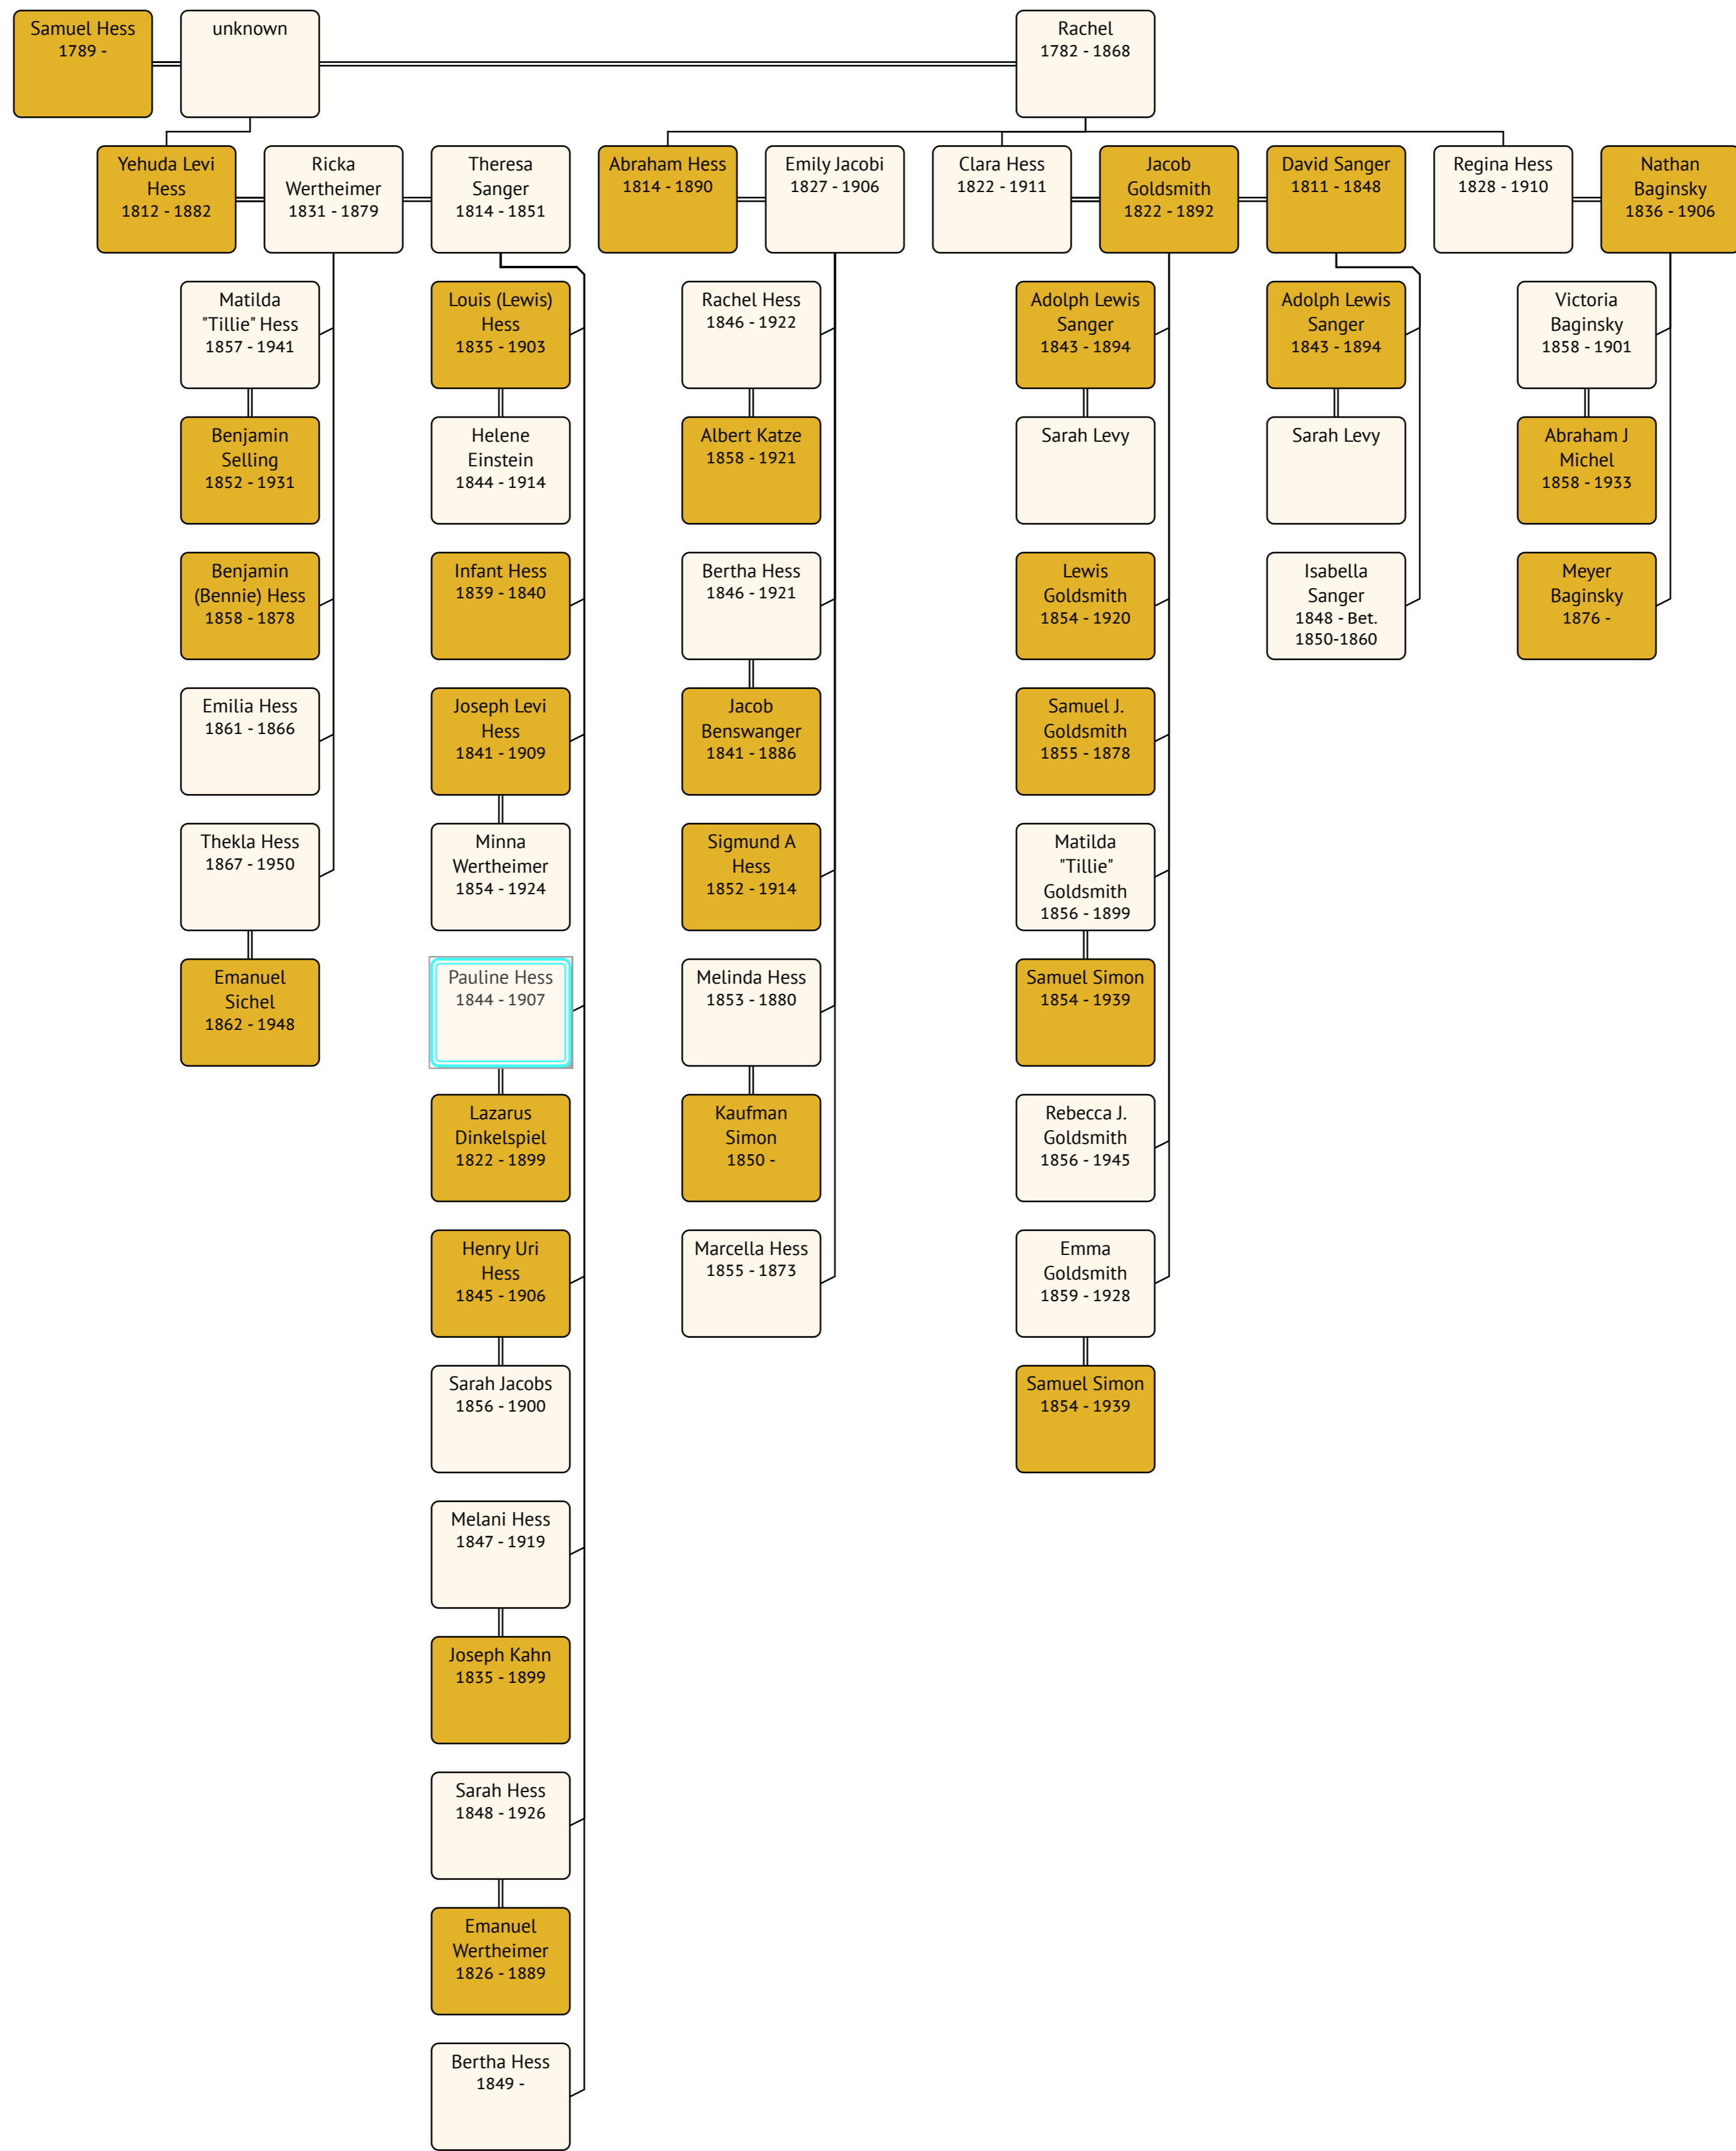 Samuel Hess
1789 -
unknown
Rachel
1782 - 1868
Yehuda Levi
Hess
1812 - 1882
Ricka
Wertheimer
1831 - 1879
Theresa
Sanger
1814 - 1851
Abraham Hess
1814 - 1890
Emily Jacobi
1827 - 1906
Clara Hess
1822 - 1911
Jacob
Goldsmith
1822 - 1892
David Sanger
1811 - 1848
Regina Hess
1828 - 1910
Nathan
Baginsky
1836 - 1906
Matilda
"Tillie" Hess
1857 - 1941
Benjamin
Selling
1852 - 1931
Benjamin
(Bennie) Hess
1858 - 1878
Emilia Hess
1861 - 1866
Thekla Hess
1867 - 1950
Emanuel
Sichel
1862 - 1948
Louis (Lewis)
Hess
1835 - 1903
Helene
Einstein
1844 - 1914
Infant Hess
1839 - 1840
Joseph Levi
Hess
1841 - 1909
Minna
Wertheimer
1854 - 1924
Pauline Hess
1844 - 1907
Lazarus
Dinkelspiel
1822 - 1899
Henry Uri
Hess
1845 - 1906
Sarah Jacobs
1856 - 1900
Melani Hess
1847 - 1919
Joseph Kahn
1835 - 1899
Sarah Hess
1848 - 1926
Emanuel
Wertheimer
1826 - 1889
Bertha Hess
1849 -
Rachel Hess
1846 - 1922
Albert Katze
1858 - 1921
Bertha Hess
1846 - 1921
Jacob
Benswanger
1841 - 1886
Sigmund A
Hess
1852 - 1914
Melinda Hess
1853 - 1880
Kaufman
Simon
1850 -
Marcella Hess
1855 - 1873
Adolph Lewis
Sanger
1843 - 1894
Sarah Levy
Lewis
Goldsmith
1854 - 1920
Samuel J.
Goldsmith
1855 - 1878
Matilda
"Tillie"
Goldsmith
1856 - 1899
Samuel Simon
1854 - 1939
Rebecca J.
Goldsmith
1856 - 1945
Emma
Goldsmith
1859 - 1928
Samuel Simon
1854 - 1939
Adolph Lewis
Sanger
1843 - 1894
Sarah Levy
Isabella
Sanger
1848 - Bet.
1850-1860
Victoria
Baginsky
1858 - 1901
Abraham J
Michel
1858 - 1933
Meyer
Baginsky
1876 -